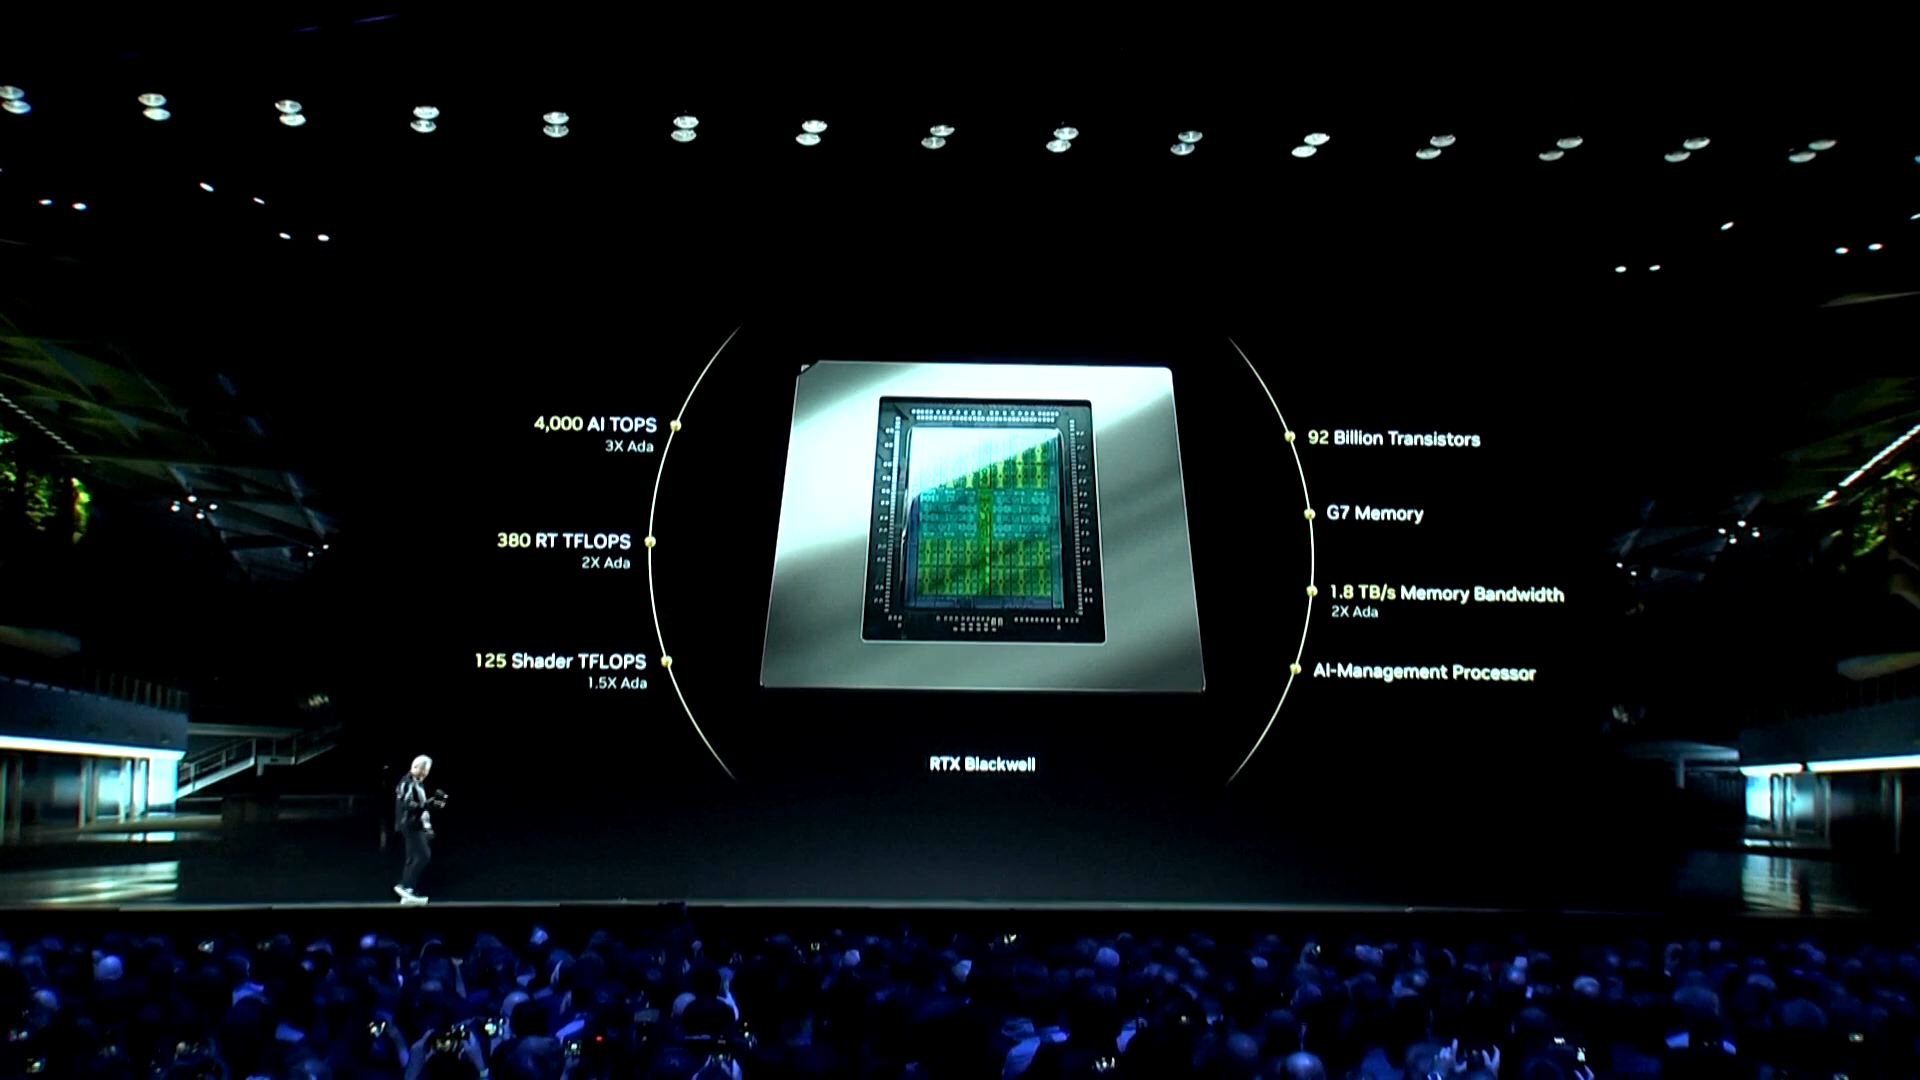 4,000 AI TOPS
3X Ada
380 RT TFLOPS
2X Ada
125 Shader TFLOPS
1.5X Ada
92 Billion Transistors
G7 Memory
1.8 TB/s Memory Bandwidth
2X Ada
AI-Management Processor
RTX Blackwell